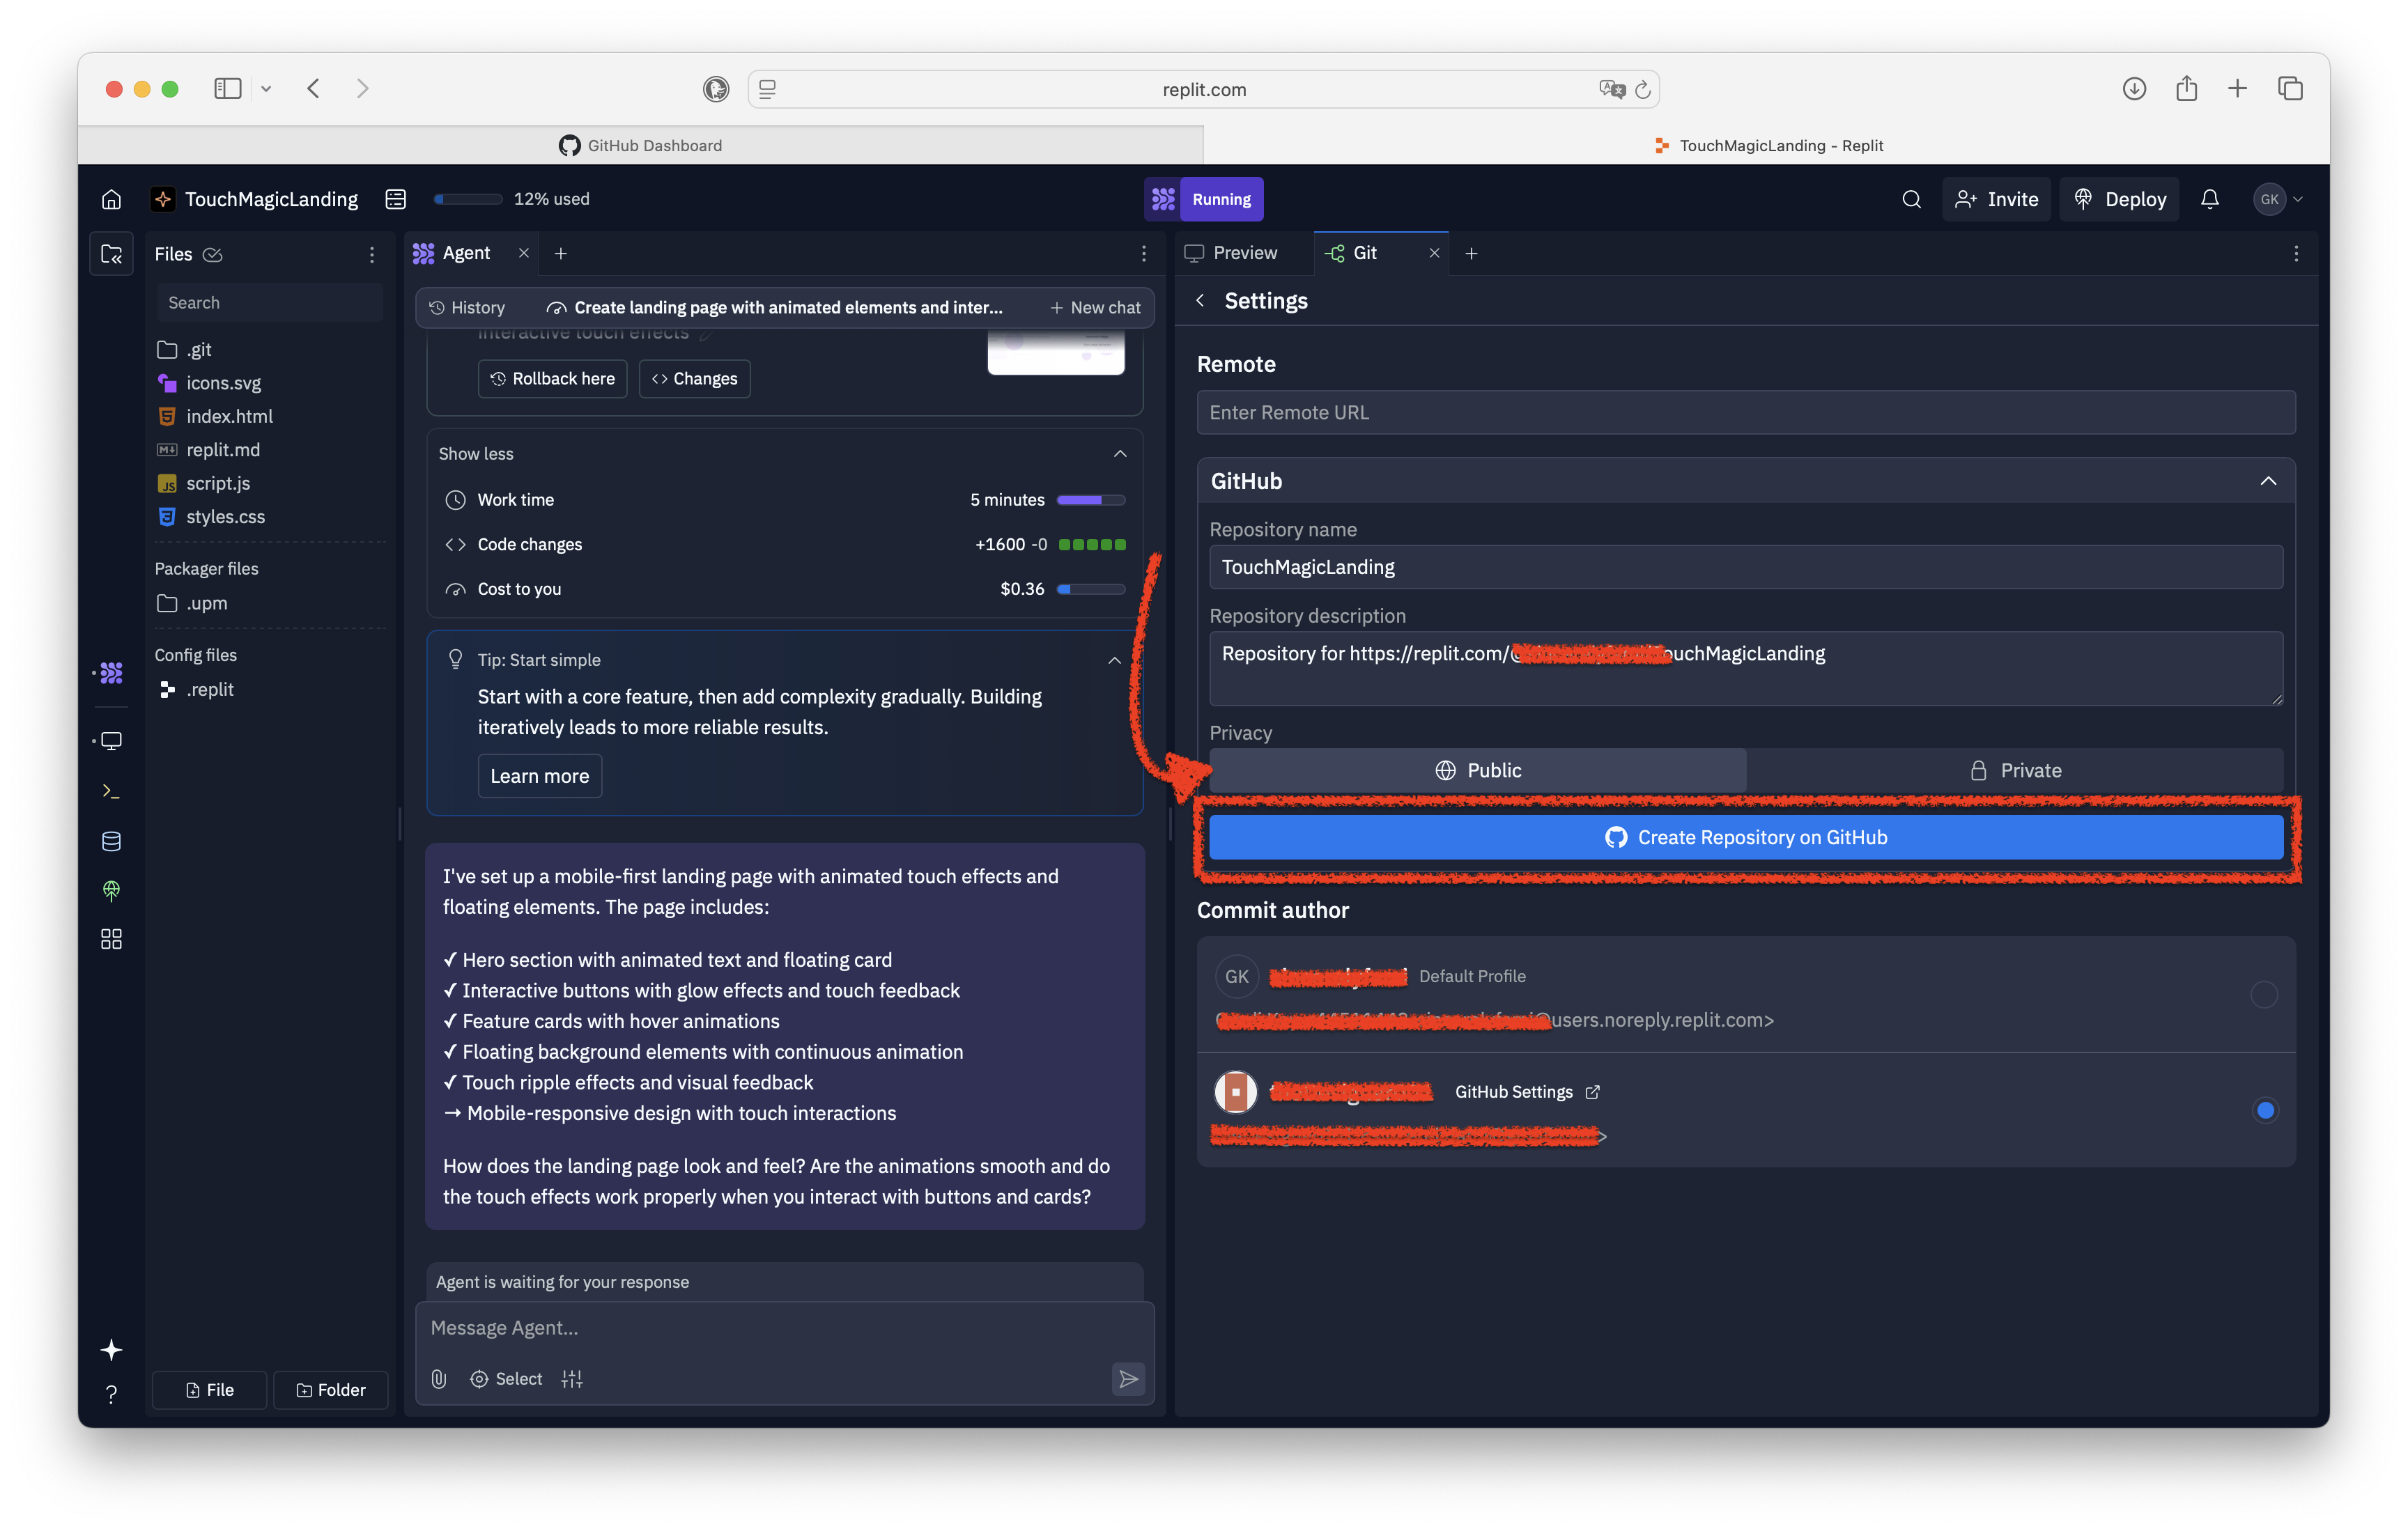 replit.com
GitHub Dashboard
TouchMagicLanding - Replit
TouchMagicLanding
12% used
Running
Invite
Deploy
GK
Files
Search
.git
icons.svg
index.html
replit.md
script.js
styles.css
Packager files
.upm
Config files
.replit
File
Folder
Agent
History
Create landing page with animated elements and inter...
New chat
interactive touch effects
Rollback here
Changes
Show less
Work time
5 minutes
Code changes
+1600 -0
Cost to you
$0.36
Tip: Start simple
Start with a core feature, then add complexity gradually. Building
iteratively leads to more reliable results.
Learn more
I've set up a mobile-first landing page with animated touch effects and
floating elements. The page includes:
✓ Hero section with animated text and floating card
✓ Interactive buttons with glow effects and touch feedback
✓ Feature cards with hover animations
✓ Floating background elements with continuous animation
✓ Touch ripple effects and visual feedback
→ Mobile-responsive design with touch interactions
How does the landing page look and feel? Are the animations smooth and do
the touch effects work properly when you interact with buttons and cards?
Agent is waiting for your response
Message Agent...
Select
Preview
Git
Settings
Remote
Enter Remote URL
GitHub
Repository name
TouchMagicLanding
Repository description
Repository for https://replit.com/@ouchMagicLanding
Privacy
Public
Private
Create Repository on GitHub
Commit author
GK
Default Profile
@users.noreply.replit.com>
GitHub Settings
>